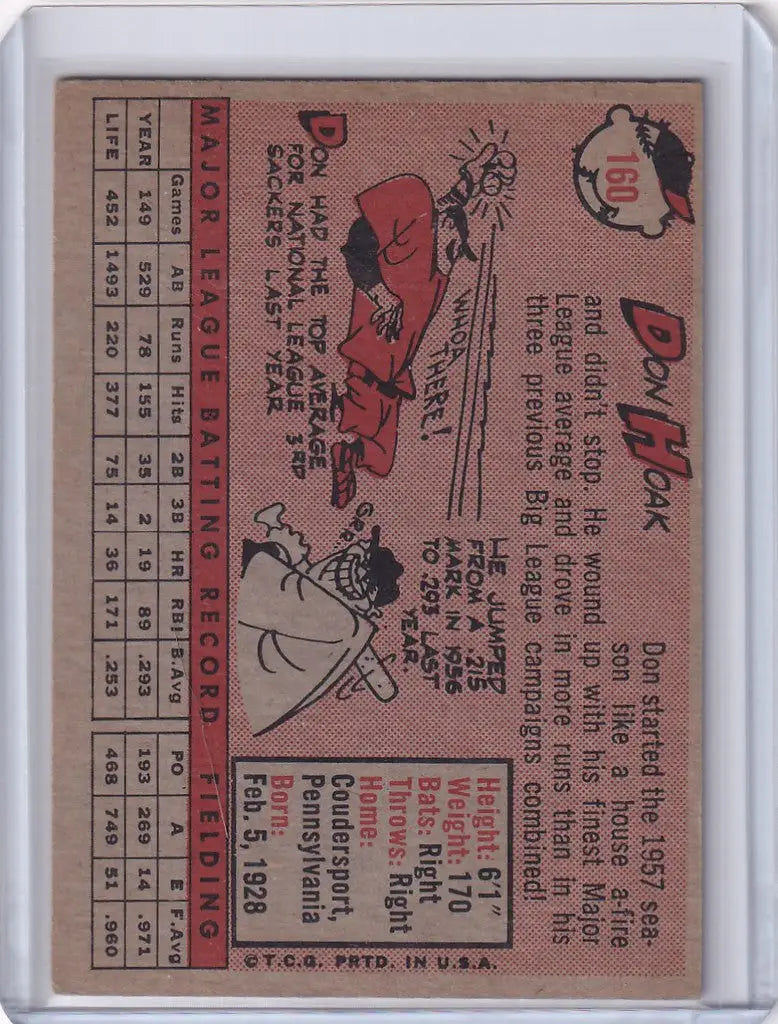 160
DON HOAK
Don started the 1957 sea-
son like a house a-fire
and didn't stop. He wound up with his finest Major
League average and drove in more runs than in his
three previous Big League campaigns combined!
WHOA
THERE!
DON HAD THE TOP AVERAGE
FOR NATIONAL LEAGUE 3RD
SACKERS LAST YEAR
HE JUMPED
FROM A .215
MARK IN 1956
TO .293 LAST
YEAR.
Height: 6'1"
Weight: 170
Bats: Right
Throws: Right
Home:
Coudersport,
Pennsylvania
Born:
Feb. 5, 1928
© T.C.G. PRTD. IN U.S.A.
MAJOR LEAGUE BATTING RECORD FIELDING
Games AB Runs Hits 2B 3B HR RBI B.Avg PO A E F.Avg
YEAR 149 529 78 155 35 2 19 89 .293 193 269 14 .971
LIFE 452 1493 220 377 75 14 36 171 .253 468 749 51 .960